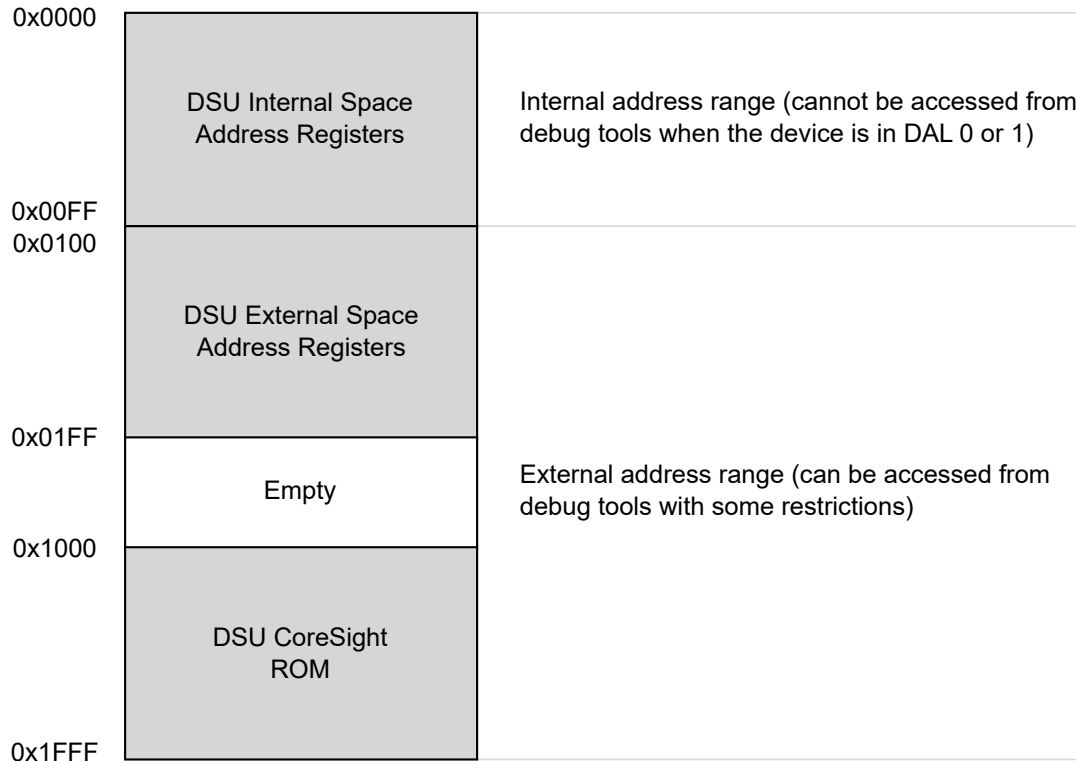 0x0000
DSU Internal Space
Address Registers
Internal address range (cannot be accessed from
debug tools when the device is in DAL 0 or 1)
0x00FF
0x0100
DSU External Space
Address Registers
0x01FF
Empty
External address range (can be accessed from
debug tools with some restrictions)
0x1000
DSU CoreSight
ROM
0x1FFF